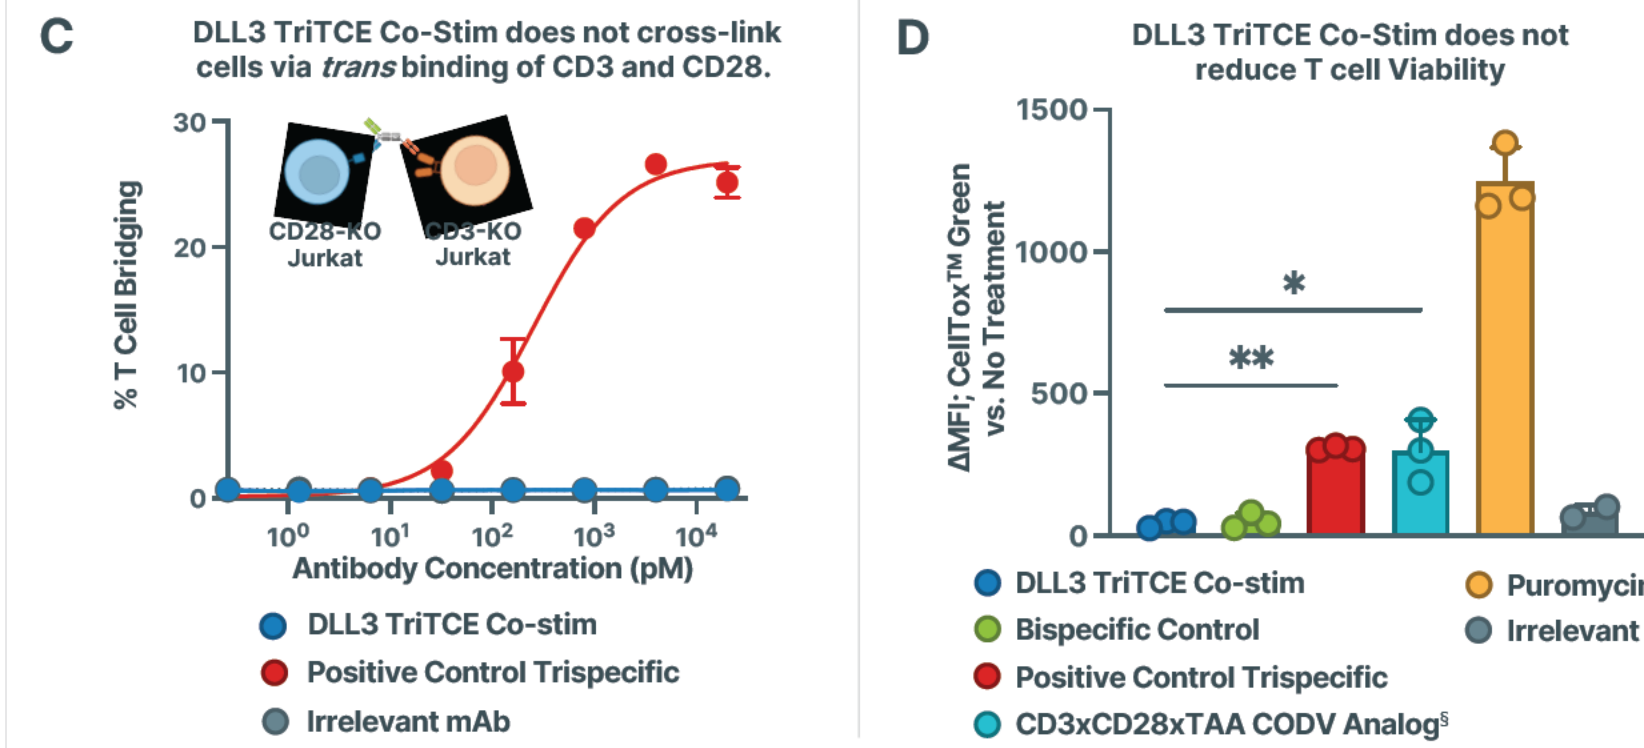 C
DLL3 TriTCE Co-Stim does not cross-link
cells via trans binding of CD3 and CD28.
% T Cell Bridging
30
20
10
0
CD28-KO
Jurkat
CD3-KO
Jurkat
10⁰ 10¹ 10² 10³ 10⁴
Antibody Concentration (pM)
DLL3 TriTCE Co-stim
Positive Control Trispecific
Irrelevant mAb
D
DLL3 TriTCE Co-Stim does not
reduce T cell Viability
ΔMFI; CellTox™ Green
vs. No Treatment
1500
1000
500
0
*
**
DLL3 TriTCE Co-stim
Bispecific Control
Positive Control Trispecific
CD3xCD28xTAA CODV Analog§
Irrelevant